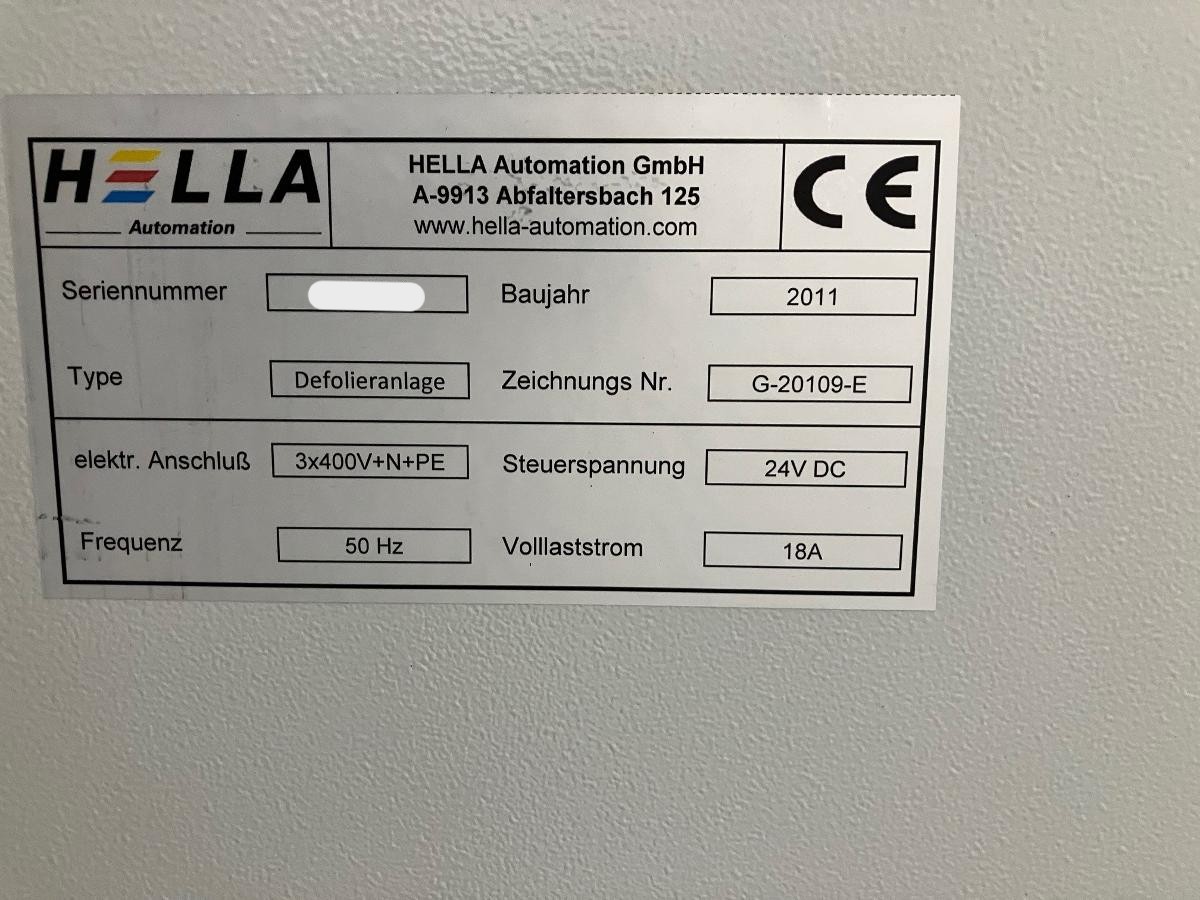 HELLA
Automation
HELLA Automation GmbH
A-9913 Abfaltersbach 125
www.hella-automation.com
CE
Seriennummer
Baujahr 2011
Type Defolieranlage
Zeichnungs Nr. G-20109-E
elektr. Anschluß 3x400V+N+PE
Steuerspannung 24V DC
Frequenz 50 Hz
Volllaststrom 18A